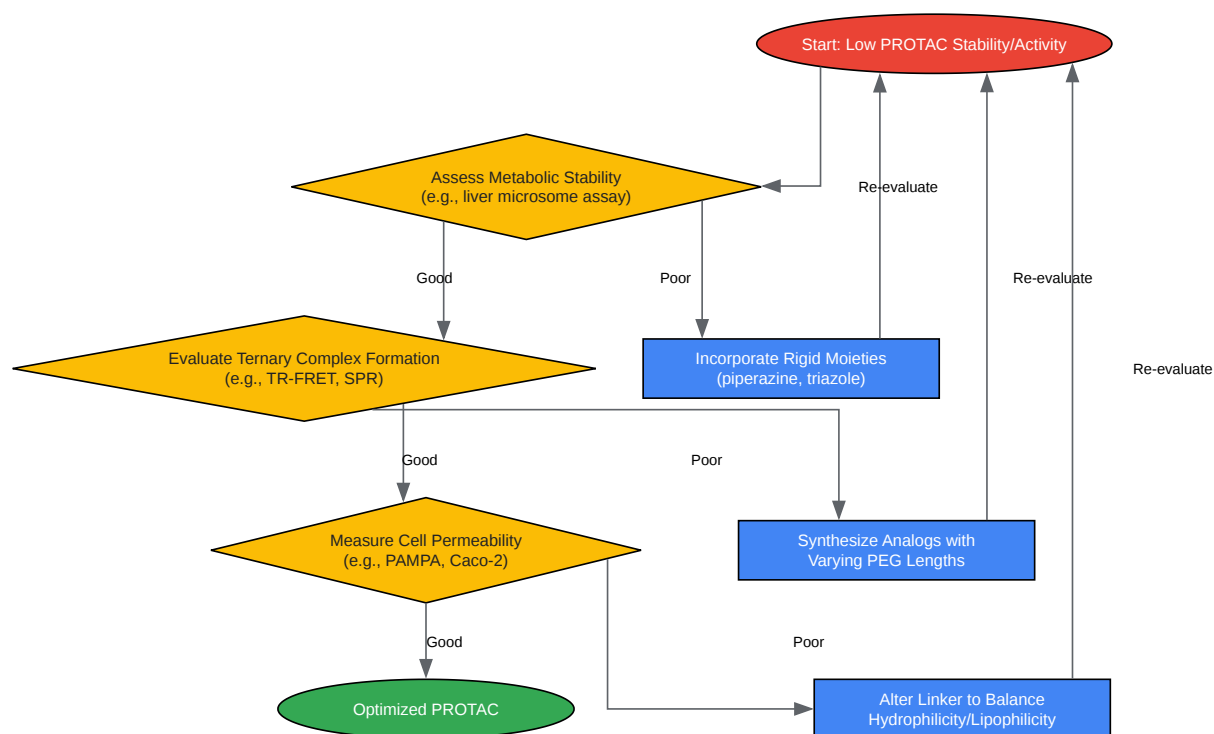 Start: Low PROTAC Stability/Activity
Assess Metabolic Stability
(e.g., liver microsome assay)
Re-evaluate
Good
Poor
Re-evaluate
Evaluate Ternary Complex Formation
(e.g., TR-FRET, SPR)
Incorporate Rigid Moieties
(piperazine, triazole)
Re-evaluate
Good
Poor
Measure Cell Permeability
(e.g., PAMPA, Caco-2)
Synthesize Analogs with
Varying PEG Lengths
Good
Poor
Optimized PROTAC
Alter Linker to Balance
Hydrophilicity/Lipophilicity